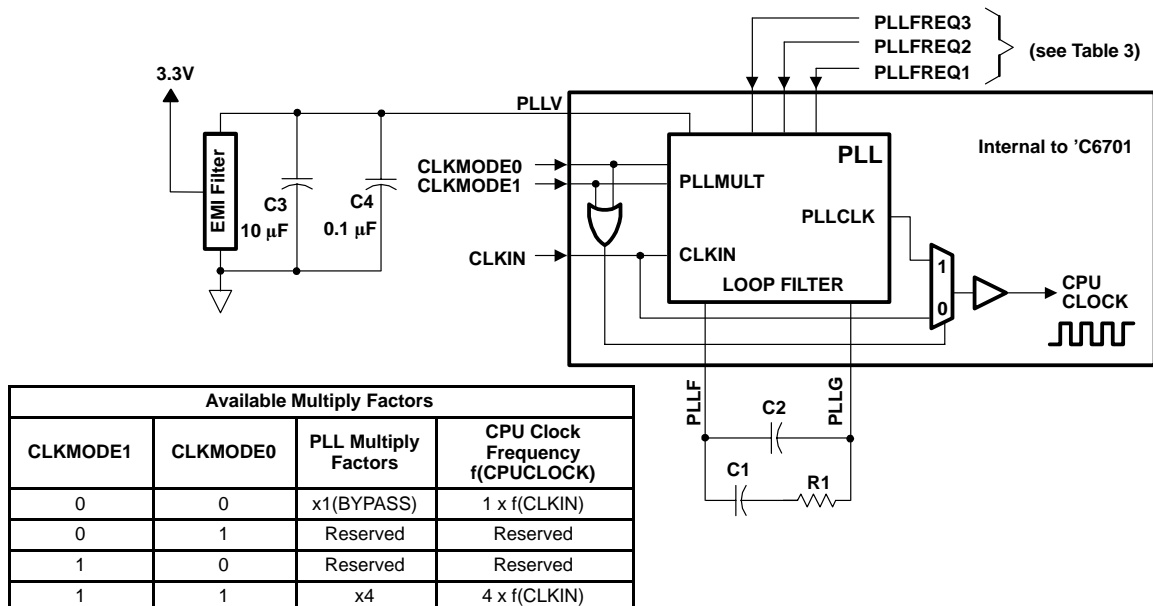 PLLFREQ3
PLLFREQ2
PLLFREQ1
(see Table 3)
3.3V
PLLV
EMI Filter
C3
10 μF
C4
0.1 μF
CLKMODE0
CLKMODE1
CLKIN
PLL
PLLMULT
PLLCLK
CLKIN
LOOP FILTER
Internal to 'C6701
1
0
CPU
CLOCK
PLLF
PLLG
C2
C1
R1
Available Multiply Factors
CLKMODE1 CLKMODE0 PLL Multiply Factors CPU Clock Frequency f(CPUCLOCK)
0 0 x1(BYPASS) 1 x f(CLKIN)
0 1 Reserved Reserved
1 0 Reserved Reserved
1 1 x4 4 x f(CLKIN)